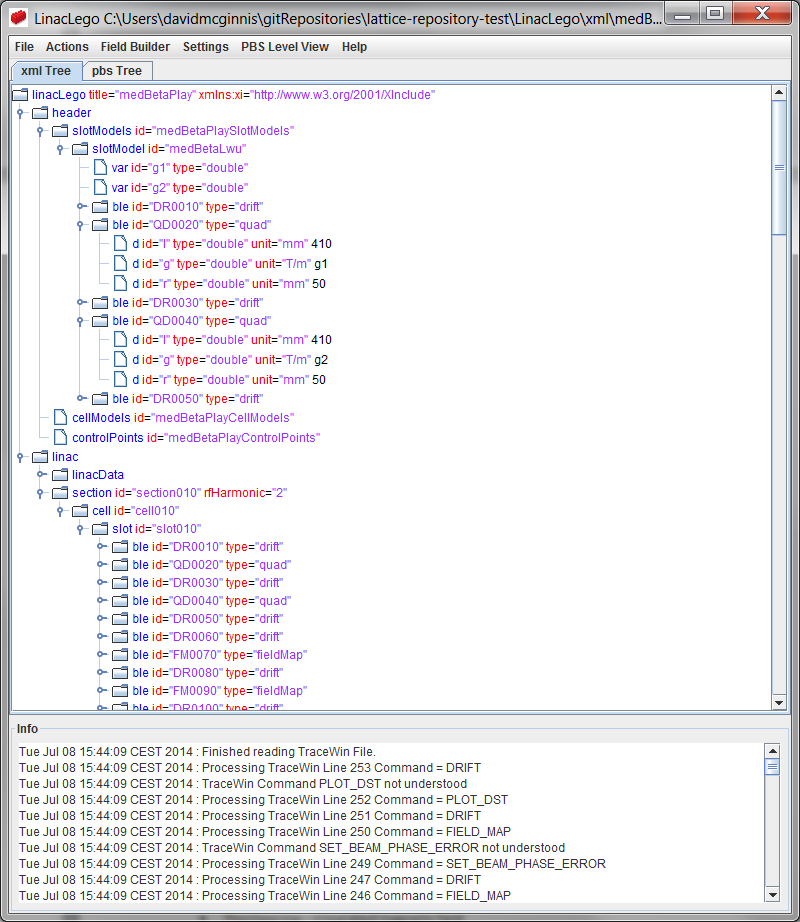 LinacLego C:\Users\davidmcginnis\gitRepositories\lattice-repository-test\LinacLego\xml\medB...
File Actions Field Builder Settings PBS Level View Help
xml Tree pbs Tree
linacLego title="medBetaPlay" xmlns:xi="http://www.w3.org/2001/XInclude"
header
slotModels id="medBetaPlaySlotModels"
slotModel id="medBetaLwu"
var id="g1" type="double"
var id="g2" type="double"
ble id="DR0010" type="drift"
ble id="QD0020" type="quad"
d id="l" type="double" unit="mm" 410
d id="g" type="double" unit="T/m" g1
d id="r" type="double" unit="mm" 50
ble id="DR0030" type="drift"
ble id="QD0040" type="quad"
d id="l" type="double" unit="mm" 410
d id="g" type="double" unit="T/m" g2
d id="r" type="double" unit="mm" 50
ble id="DR0050" type="drift"
cellModels id="medBetaPlayCellModels"
controlPoints id="medBetaPlayControlPoints"
linac
linacData
section id="section010" rfHarmonic="2"
cell id="cell010"
slot id="slot010"
ble id="DR0010" type="drift"
ble id="QD0020" type="quad"
ble id="DR0030" type="drift"
ble id="QD0040" type="quad"
ble id="DR0050" type="drift"
ble id="DR0060" type="drift"
ble id="FM0070" type="fieldMap"
ble id="DR0080" type="drift"
ble id="FM0090" type="fieldMap"
ble id="DR0100" type="drift"
Info
Tue Jul 08 15:44:09 CEST 2014 : Finished reading TraceWin File.
Tue Jul 08 15:44:09 CEST 2014 : Processing TraceWin Line 253 Command = DRIFT
Tue Jul 08 15:44:09 CEST 2014 : TraceWin Command PLOT_DST not understood
Tue Jul 08 15:44:09 CEST 2014 : Processing TraceWin Line 252 Command = PLOT_DST
Tue Jul 08 15:44:09 CEST 2014 : Processing TraceWin Line 251 Command = DRIFT
Tue Jul 08 15:44:09 CEST 2014 : Processing TraceWin Line 250 Command = FIELD_MAP
Tue Jul 08 15:44:09 CEST 2014 : TraceWin Command SET_BEAM_PHASE_ERROR not understood
Tue Jul 08 15:44:09 CEST 2014 : Processing TraceWin Line 249 Command = SET_BEAM_PHASE_ERROR
Tue Jul 08 15:44:09 CEST 2014 : Processing TraceWin Line 247 Command = DRIFT
Tue Jul 08 15:44:09 CEST 2014 : Processing TraceWin Line 246 Command = FIELD_MAP